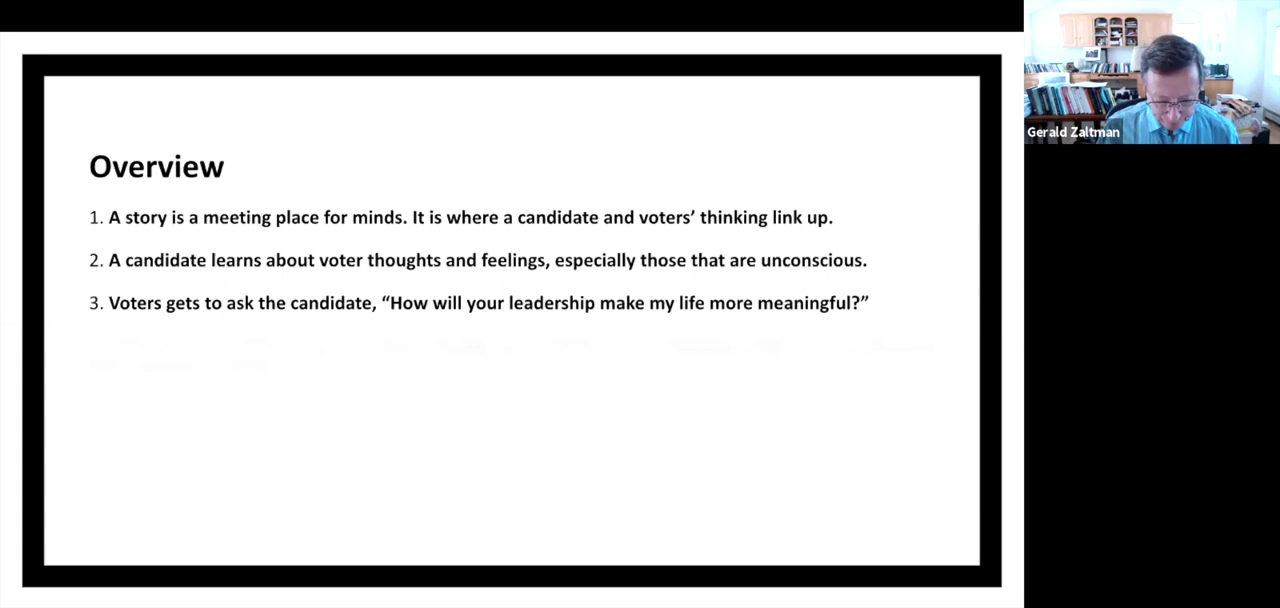 Overview
1. A story is a meeting place for minds. It is where a candidate and voters’ thinking link up.
2. A candidate learns about voter thoughts and feelings, especially those that are unconscious.
3. Voters gets to ask the candidate, “How will your leadership make my life more meaningful?”
Gerald Zaltman